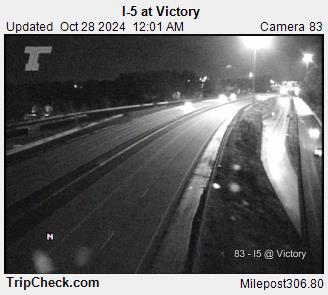 I-5 at Victory
Updated Oct 28 2024 12:01 AM Camera 83
T
N
83 - I5 @ Victory
TripCheck.com Milepost306.80